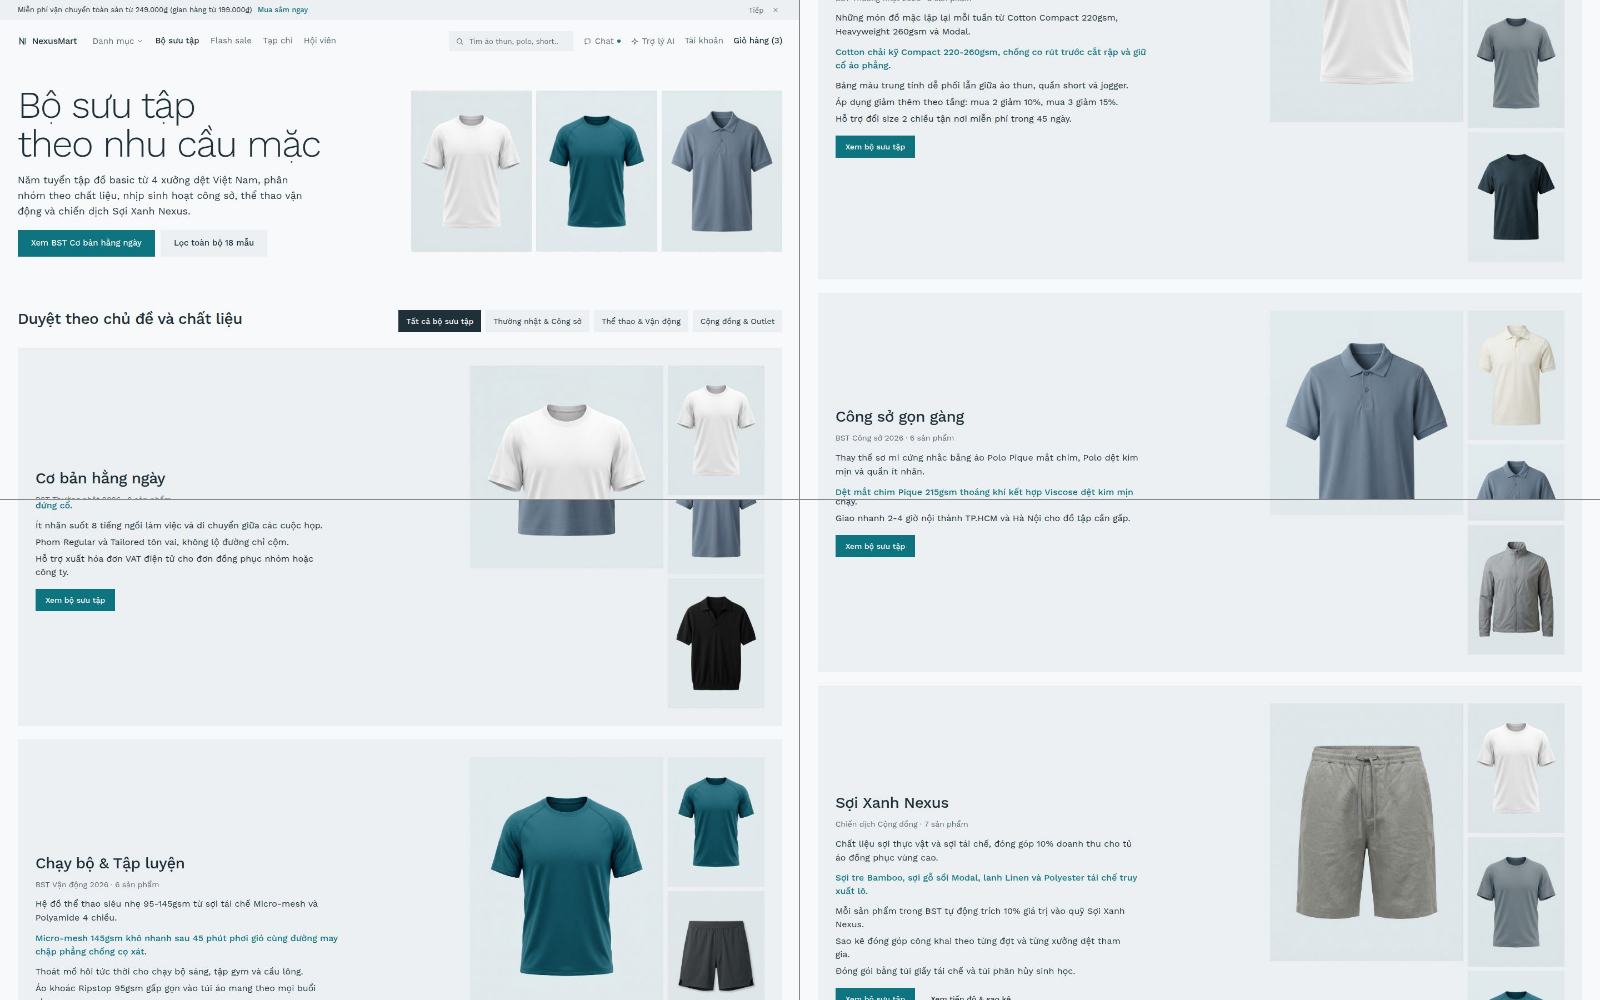 Miễn phí vận chuyển toàn sàn từ 249.000₫ (gian hàng từ 199.000₫) Mua sắm ngay
Tiếp ×
NexusMart Danh mục Bộ sưu tập Flash sale Tạp chí Hội viên
Tìm áo thun, polo, short.. Chat Trợ lý AI Tài khoản Giỏ hàng (3)
Bộ sưu tập
theo nhu cầu mặc
Năm tuyển tập đồ basic từ 4 xưởng dệt Việt Nam, phân
nhóm theo chất liệu, nhịp sinh hoạt công sở, thể thao vận
động và chiến dịch Sợi Xanh Nexus.
Xem BST Cơ bản hằng ngày Lọc toàn bộ 18 mẫu
Duyệt theo chủ đề và chất liệu
Tất cả bộ sưu tập Thường nhật & Công sở Thể thao & Vận động Cộng đồng & Outlet
Cơ bản hằng ngày
đứng cổ.
Ít nhăn suốt 8 tiếng ngồi làm việc và di chuyển giữa các cuộc họp.
Phom Regular và Tailored tôn vai, không lộ đường chỉ cộm.
Hỗ trợ xuất hóa đơn VAT điện tử cho đơn đồng phục nhóm hoặc
công ty.
Xem bộ sưu tập
Chạy bộ & Tập luyện
BST Vận động 2026 · 6 sản phẩm
Hệ đồ thể thao siêu nhẹ 95-145gsm từ sợi tái chế Micro-mesh và
Polyamide 4 chiều.
Micro-mesh 145gsm khô nhanh sau 45 phút phơi gió cùng đường may
chập phẳng chống cọ xát.
Thoát mồ hôi tức thời cho chạy bộ sáng, tập gym và cầu lông.
Áo khoác Ripstop 95gsm gấp gọn vào túi áo mang theo mọi buổi
Những món đồ mặc lặp lại mỗi tuần từ Cotton Compact 220gsm,
Heavyweight 260gsm và Modal.
Cotton chải kỹ Compact 220-260gsm, chống co rút trước cắt rập và giữ
cổ áo phẳng.
Bảng màu trung tính dễ phối lẫn giữa áo thun, quần short và jogger.
Áp dụng giảm thêm theo tầng: mua 2 giảm 10%, mua 3 giảm 15%.
Hỗ trợ đổi size 2 chiều tận nơi miễn phí trong 45 ngày.
Xem bộ sưu tập
Công sở gọn gàng
BST Công sở 2026 · 6 sản phẩm
Thay thế sơ mi cứng nhắc bằng áo Polo Pique mắt chim, Polo dệt kim
mịn và quần ít nhăn.
Dệt mắt chim Pique 215gsm thoáng khí kết hợp Viscose dệt kim mịn
chạy.
Giao nhanh 2-4 giờ nội thành TP.HCM và Hà Nội cho đồ tập cần gấp.
Xem bộ sưu tập
Sợi Xanh Nexus
Chiến dịch Cộng đồng · 7 sản phẩm
Chất liệu sợi thực vật và sợi tái chế, đóng góp 10% doanh thu cho tủ
áo đồng phục vùng cao.
Sợi tre Bamboo, sợi gỗ sồi Modal, lanh Linen và Polyester tái chế truy
xuất lô.
Mỗi sản phẩm trong BST tự động trích 10% giá trị vào quỹ Sợi Xanh
Nexus.
Sao kê đóng góp công khai theo từng đợt và từng xưởng dệt tham
gia.
Đóng gói bằng túi giấy tái chế và túi phân hủy sinh học.
Xem bộ sưu tập Xem tiến độ & sao kê